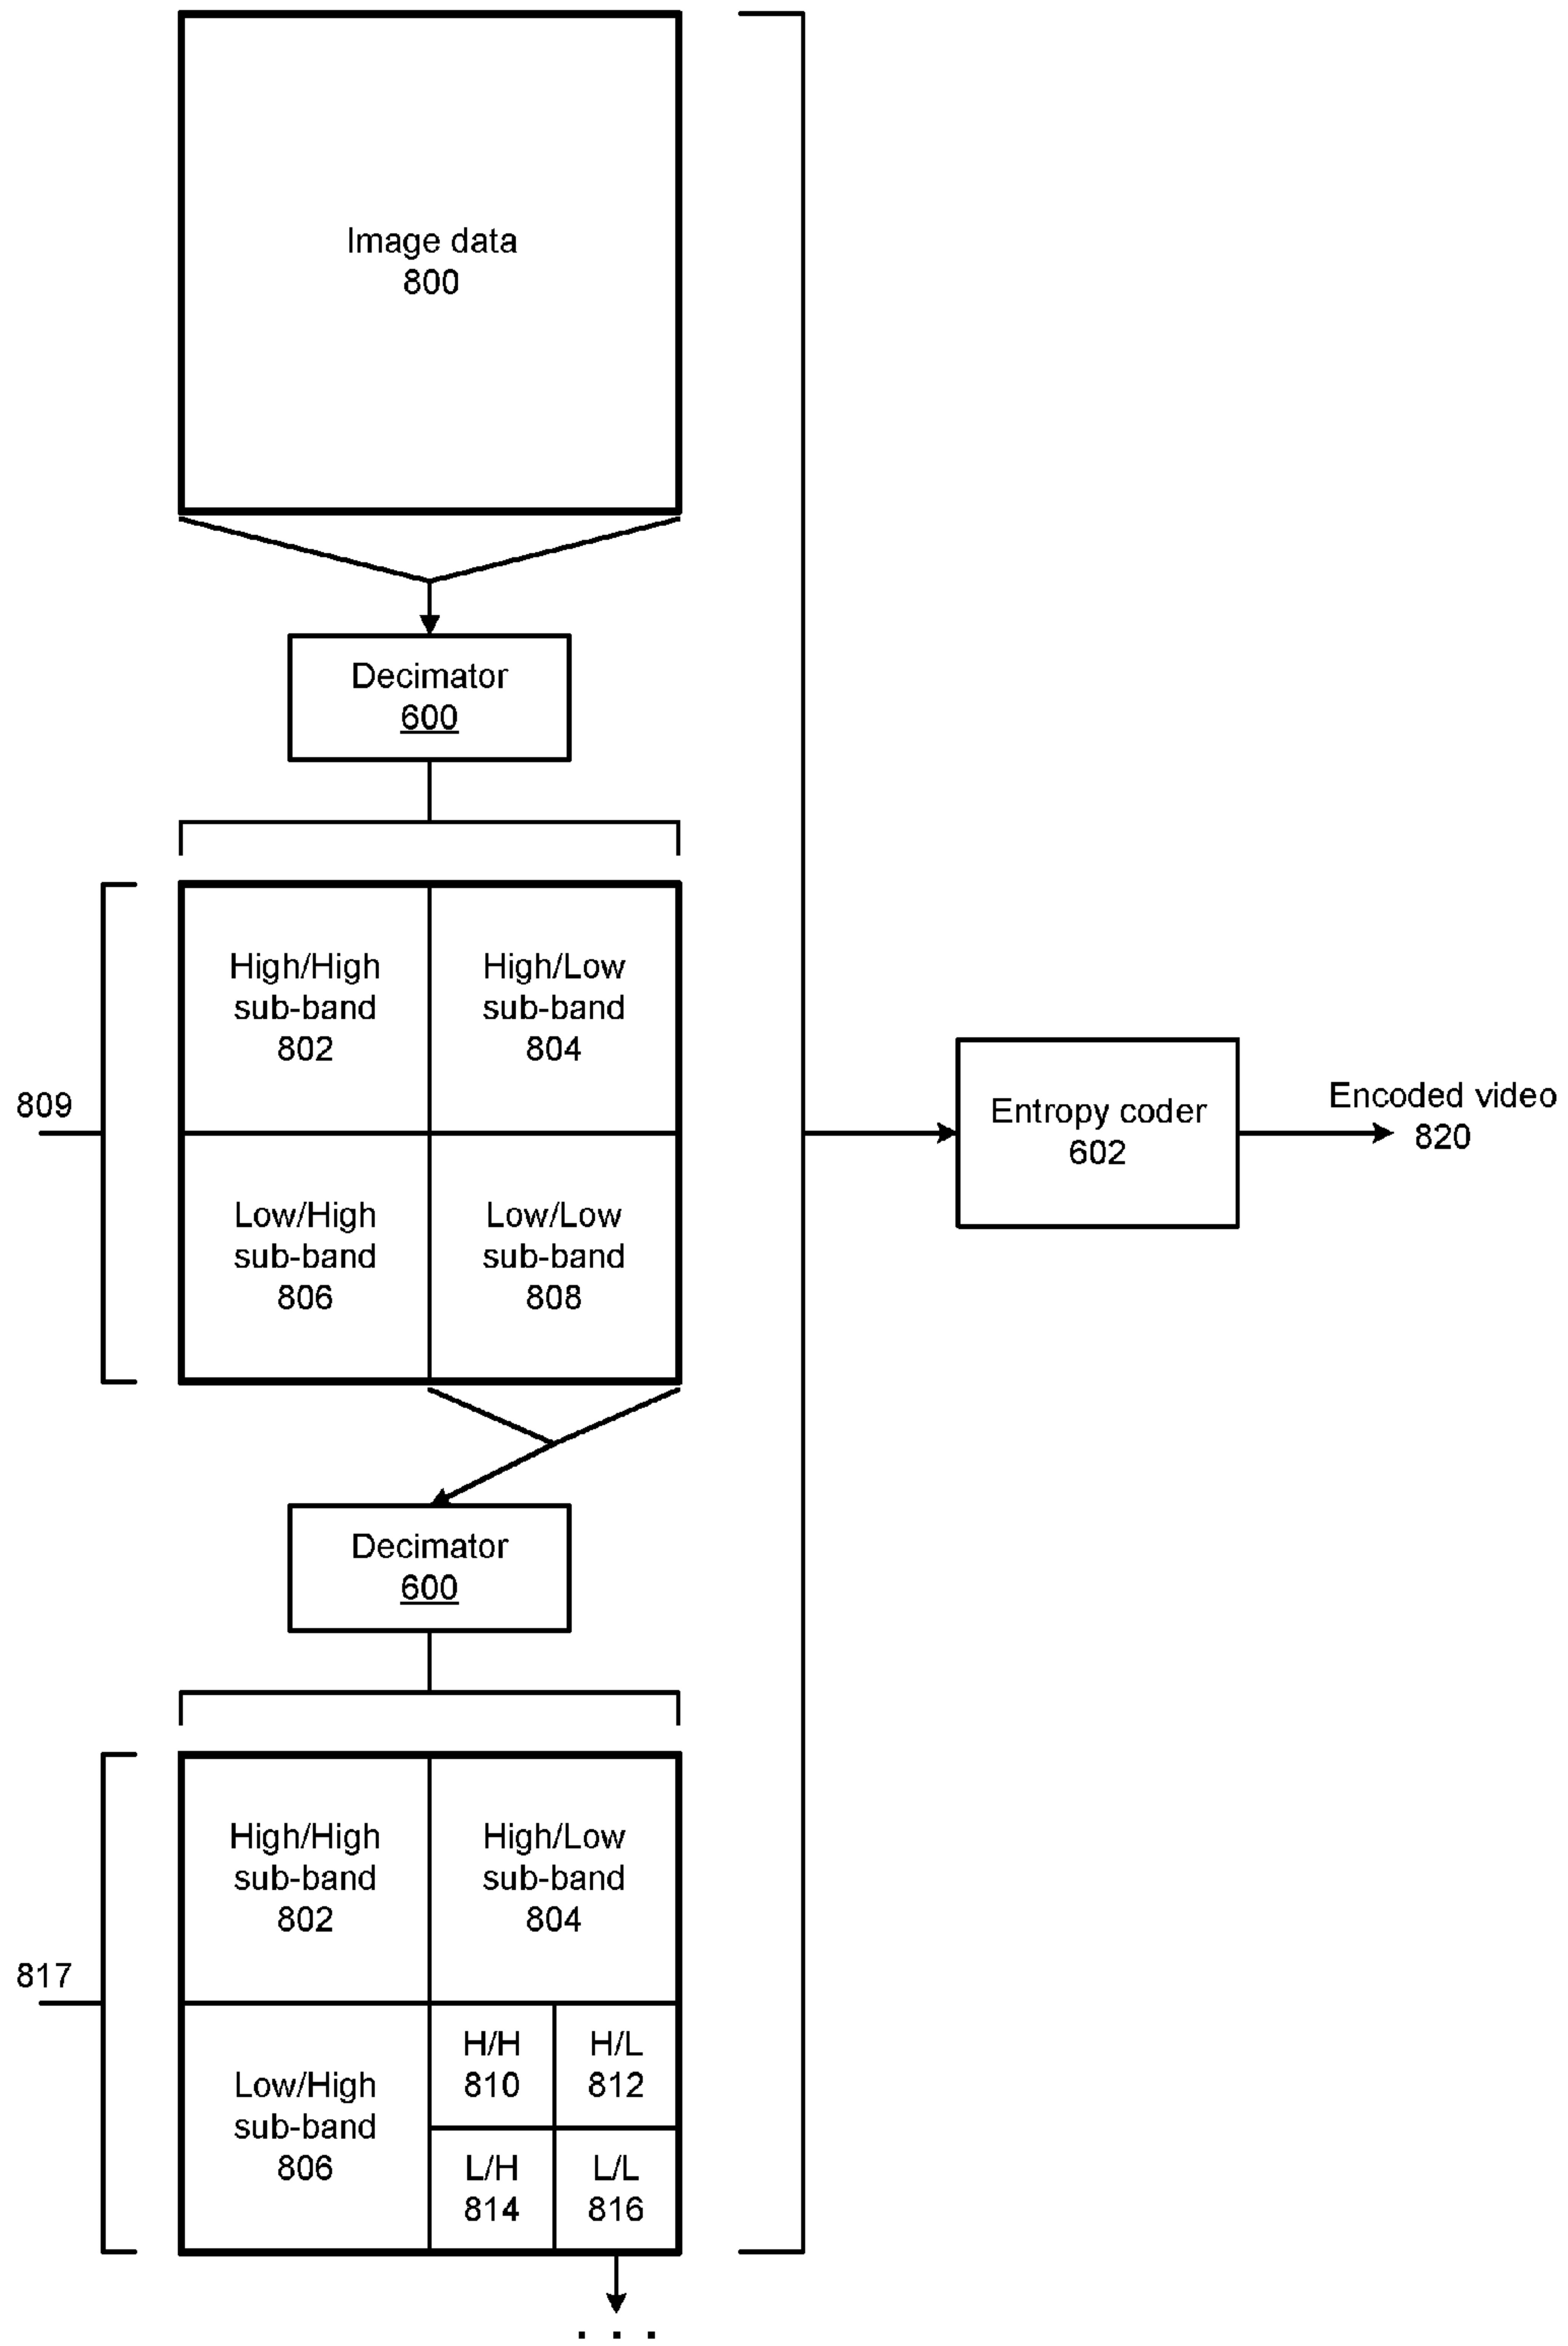 Image data
800
Decimator
600
High/High
sub-band
802
High/Low
sub-band
804
809
Low/High
sub-band
806
Low/Low
sub-band
808
Entropy coder
602
Encoded video
820
Decimator
600
High/High
sub-band
802
High/Low
sub-band
804
817
Low/High
sub-band
806
H/H
810
H/L
812
L/H
814
L/L
816
. . .